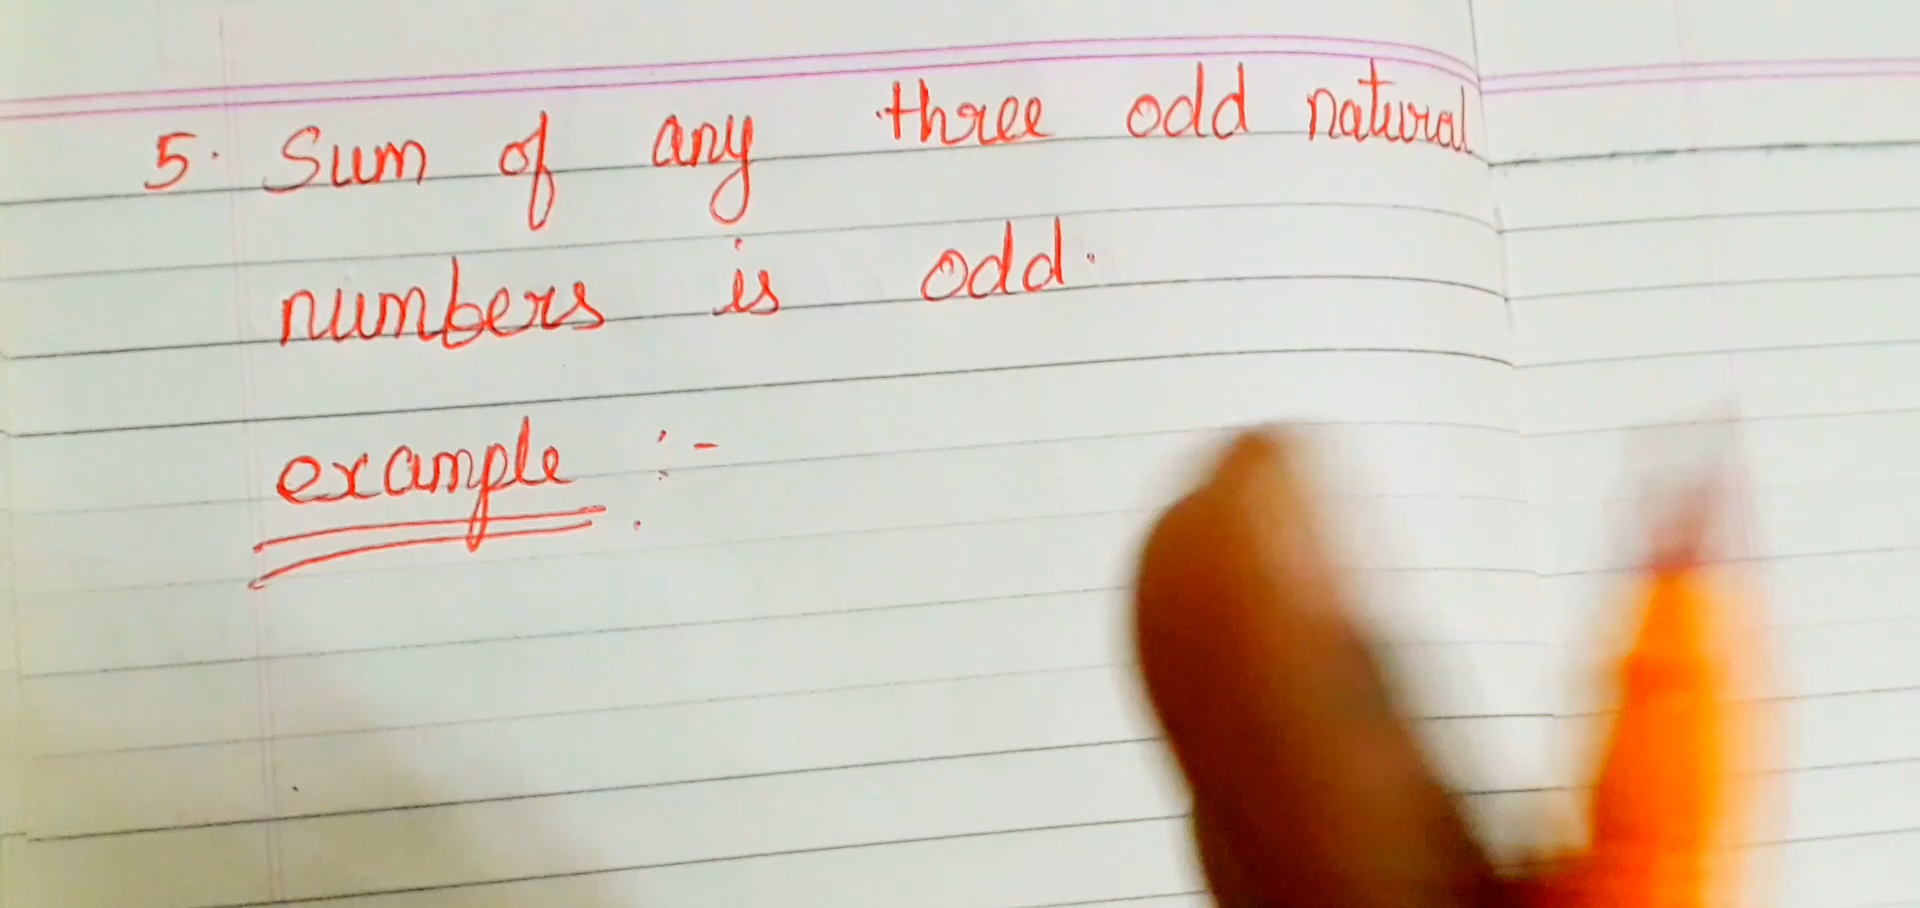 5. Sum of any three odd natural
numbers is odd.
example :-